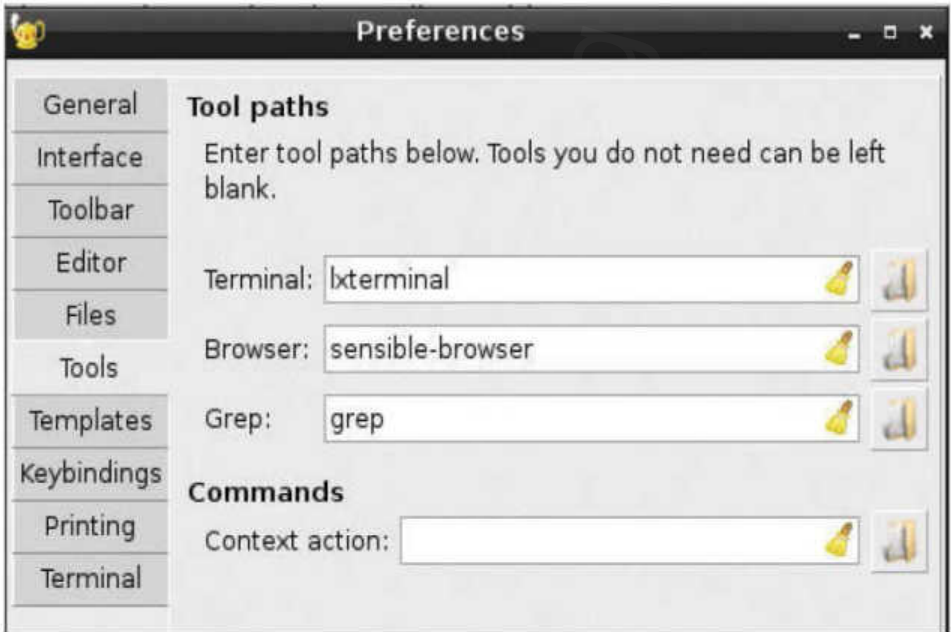 Preferences
General
Interface
Toolbar
Editor
Files
Tools
Templates
Keybindings
Printing
Terminal
Tool paths
Enter tool paths below. Tools you do not need can be left
blank.
Terminal: lxterminal
Browser: sensible-browser
Grep: grep
Commands
Context action: